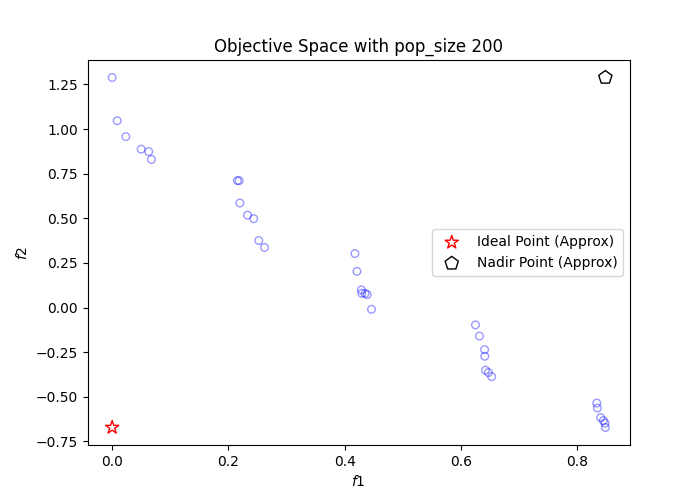 Objective Space with pop_size 200
1.25
1.00
0.75
0.50
0.25
0.00
−0.25
−0.50
−0.75
f2
Ideal Point (Approx)
Nadir Point (Approx)
0.0 0.2 0.4 0.6 0.8
f1